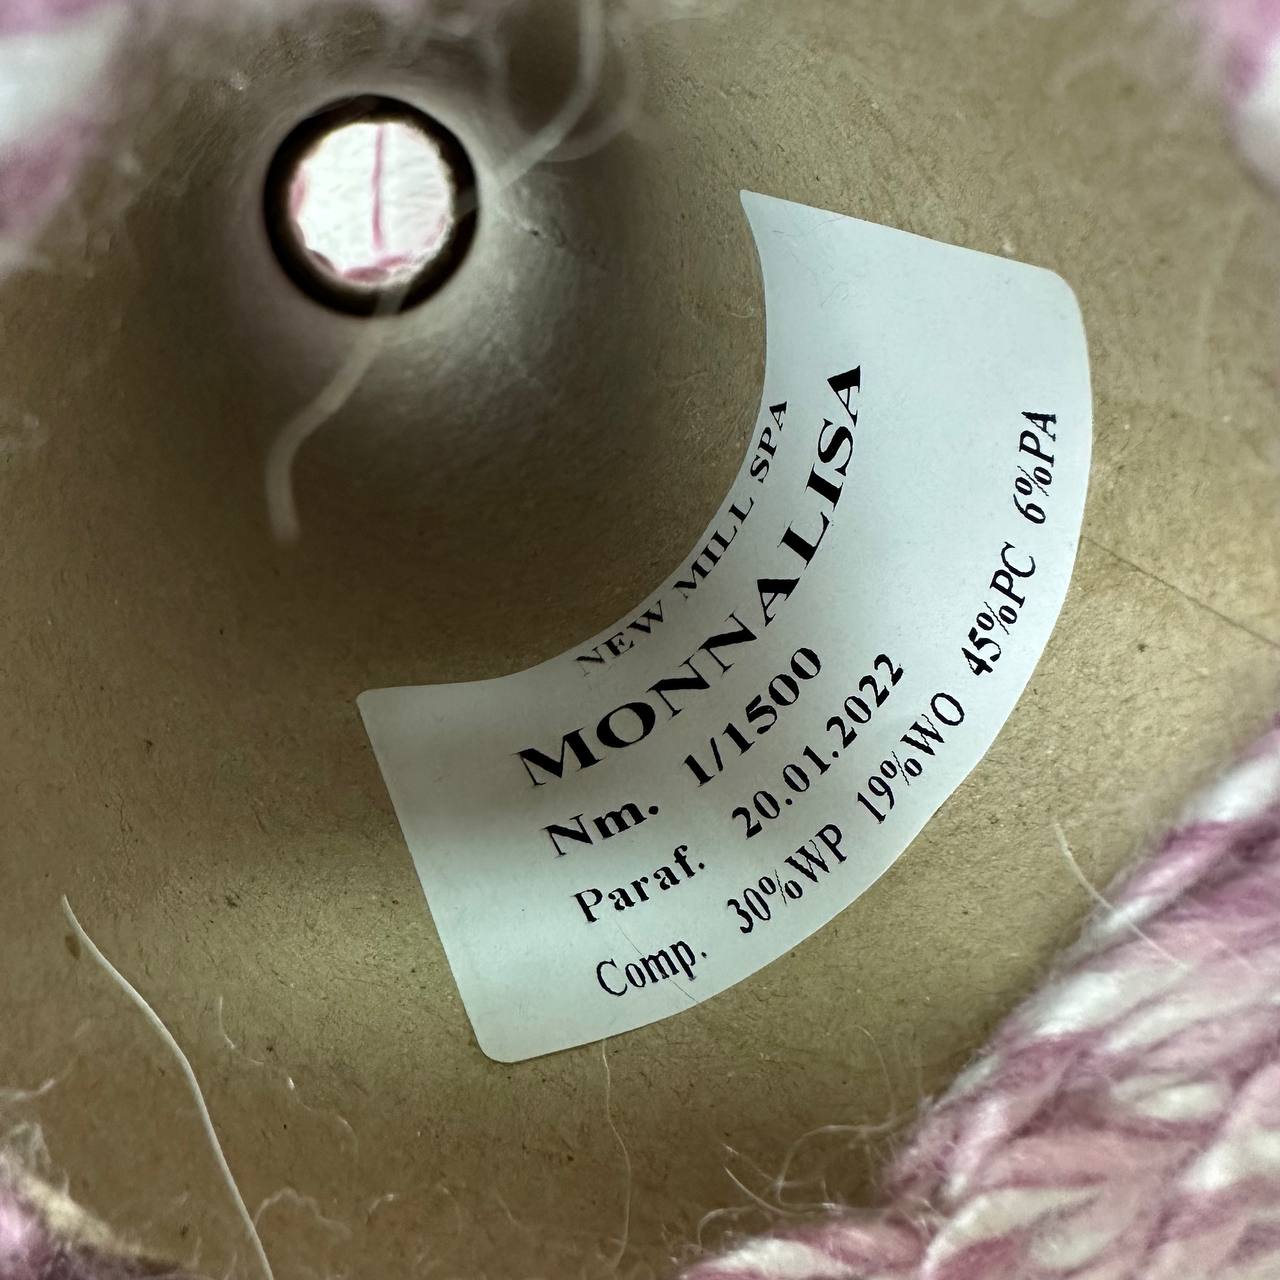 NEW MILL SPA
MONNALISA
Nm. 1/1500
Paraf. 20.01.2022
Comp. 30%WP 19%WO 45%PC 6%PA